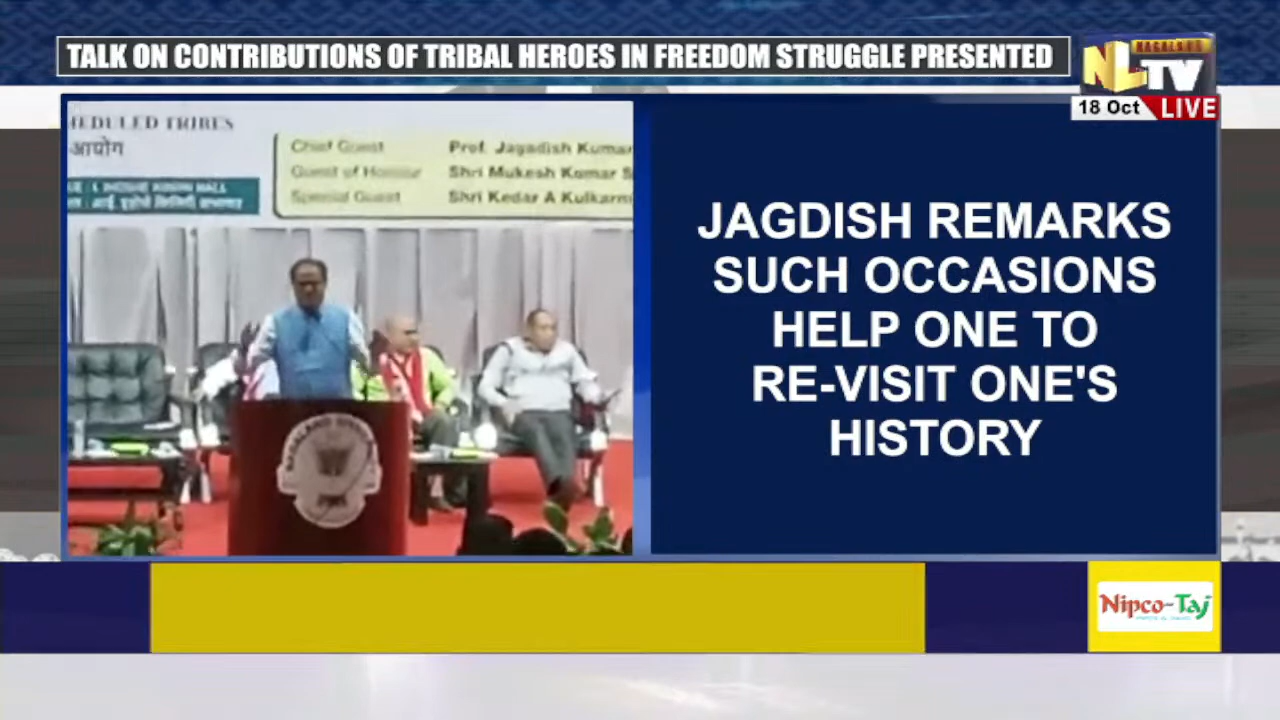 TALK ON CONTRIBUTIONS OF TRIBAL HEROES IN FREEDOM STRUGGLE PRESENTED
NAGALAND
NLTV
18 Oct LIVE
EDULED TRIBES
आयोग
Chief Guest Prof. Jagadish Kumar
Guest of Honour Shri Mukesh Kumar S
Special Guest Shri Kedar A Kulkarni
JAGDISH REMARKS
SUCH OCCASIONS
HELP ONE TO
RE-VISIT ONE'S
HISTORY
Nipco-Taj